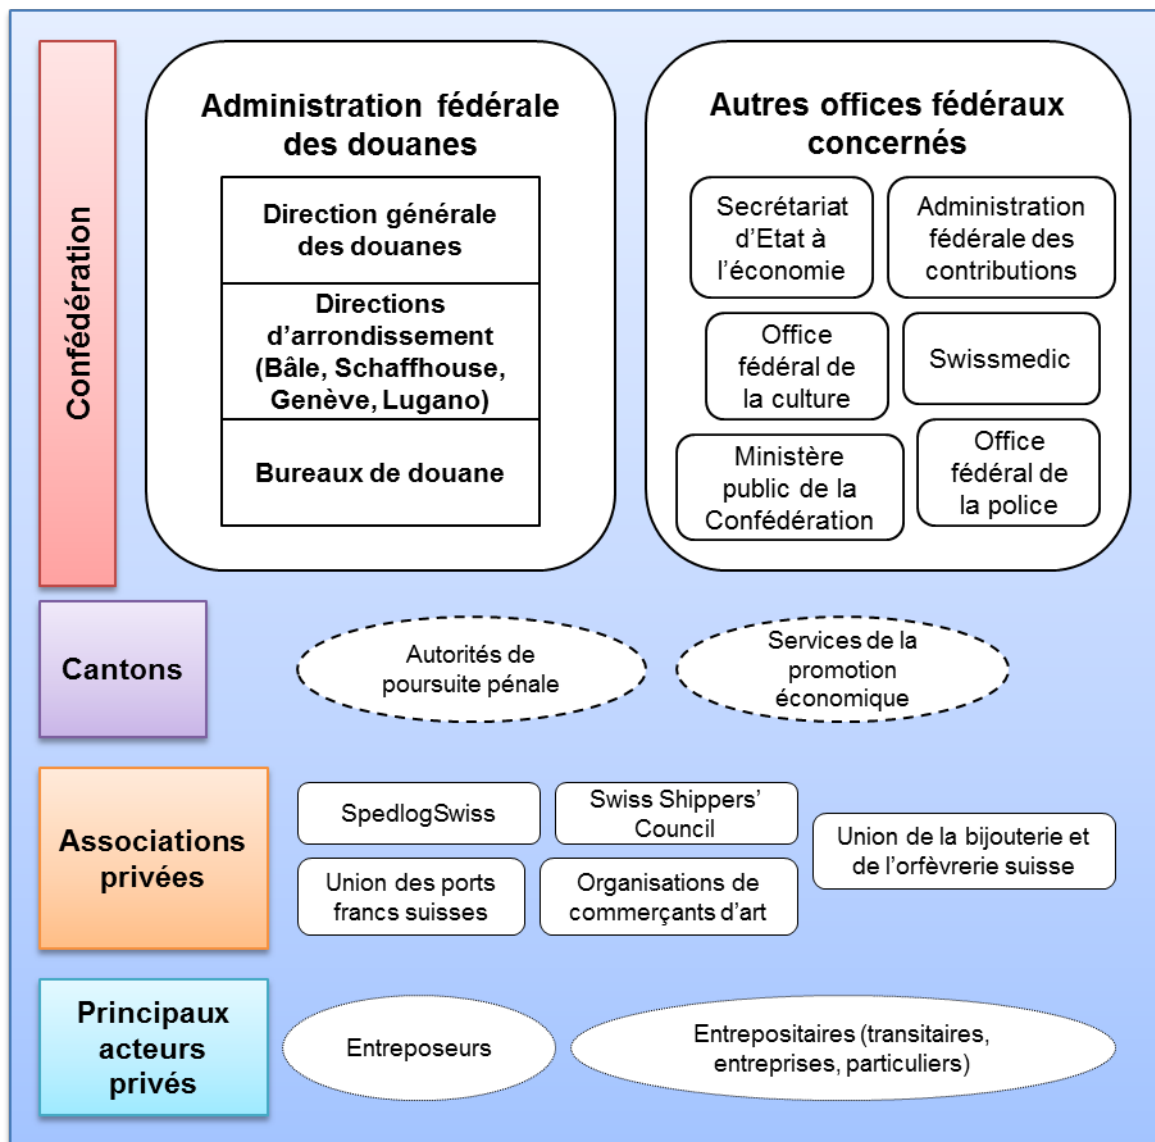 Confédération
Administration fédérale
des douanes
Direction générale
des douanes
Directions
d’arrondissement
(Bâle, Schaffhouse,
Genève, Lugano)
Bureaux de douane
Autres offices fédéraux
concernés
Secrétariat
d’Etat à
l’économie
Administration
fédérale des
contributions
Office
fédéral de
la culture
Swissmedic
Ministère
public de la
Confédération
Office
fédéral de
la police
Cantons
Autorités de
poursuite pénale
Services de la
promotion
économique
Associations
privées
SpedlogSwiss
Swiss Shippers’
Council
Union de la bijouterie et
de l’orfèvrerie suisse
Union des ports
francs suisses
Organisations de
commerçants d’art
Principaux
acteurs
privés
Entreposeurs
Entrepositaires (transitaires,
entreprises, particuliers)